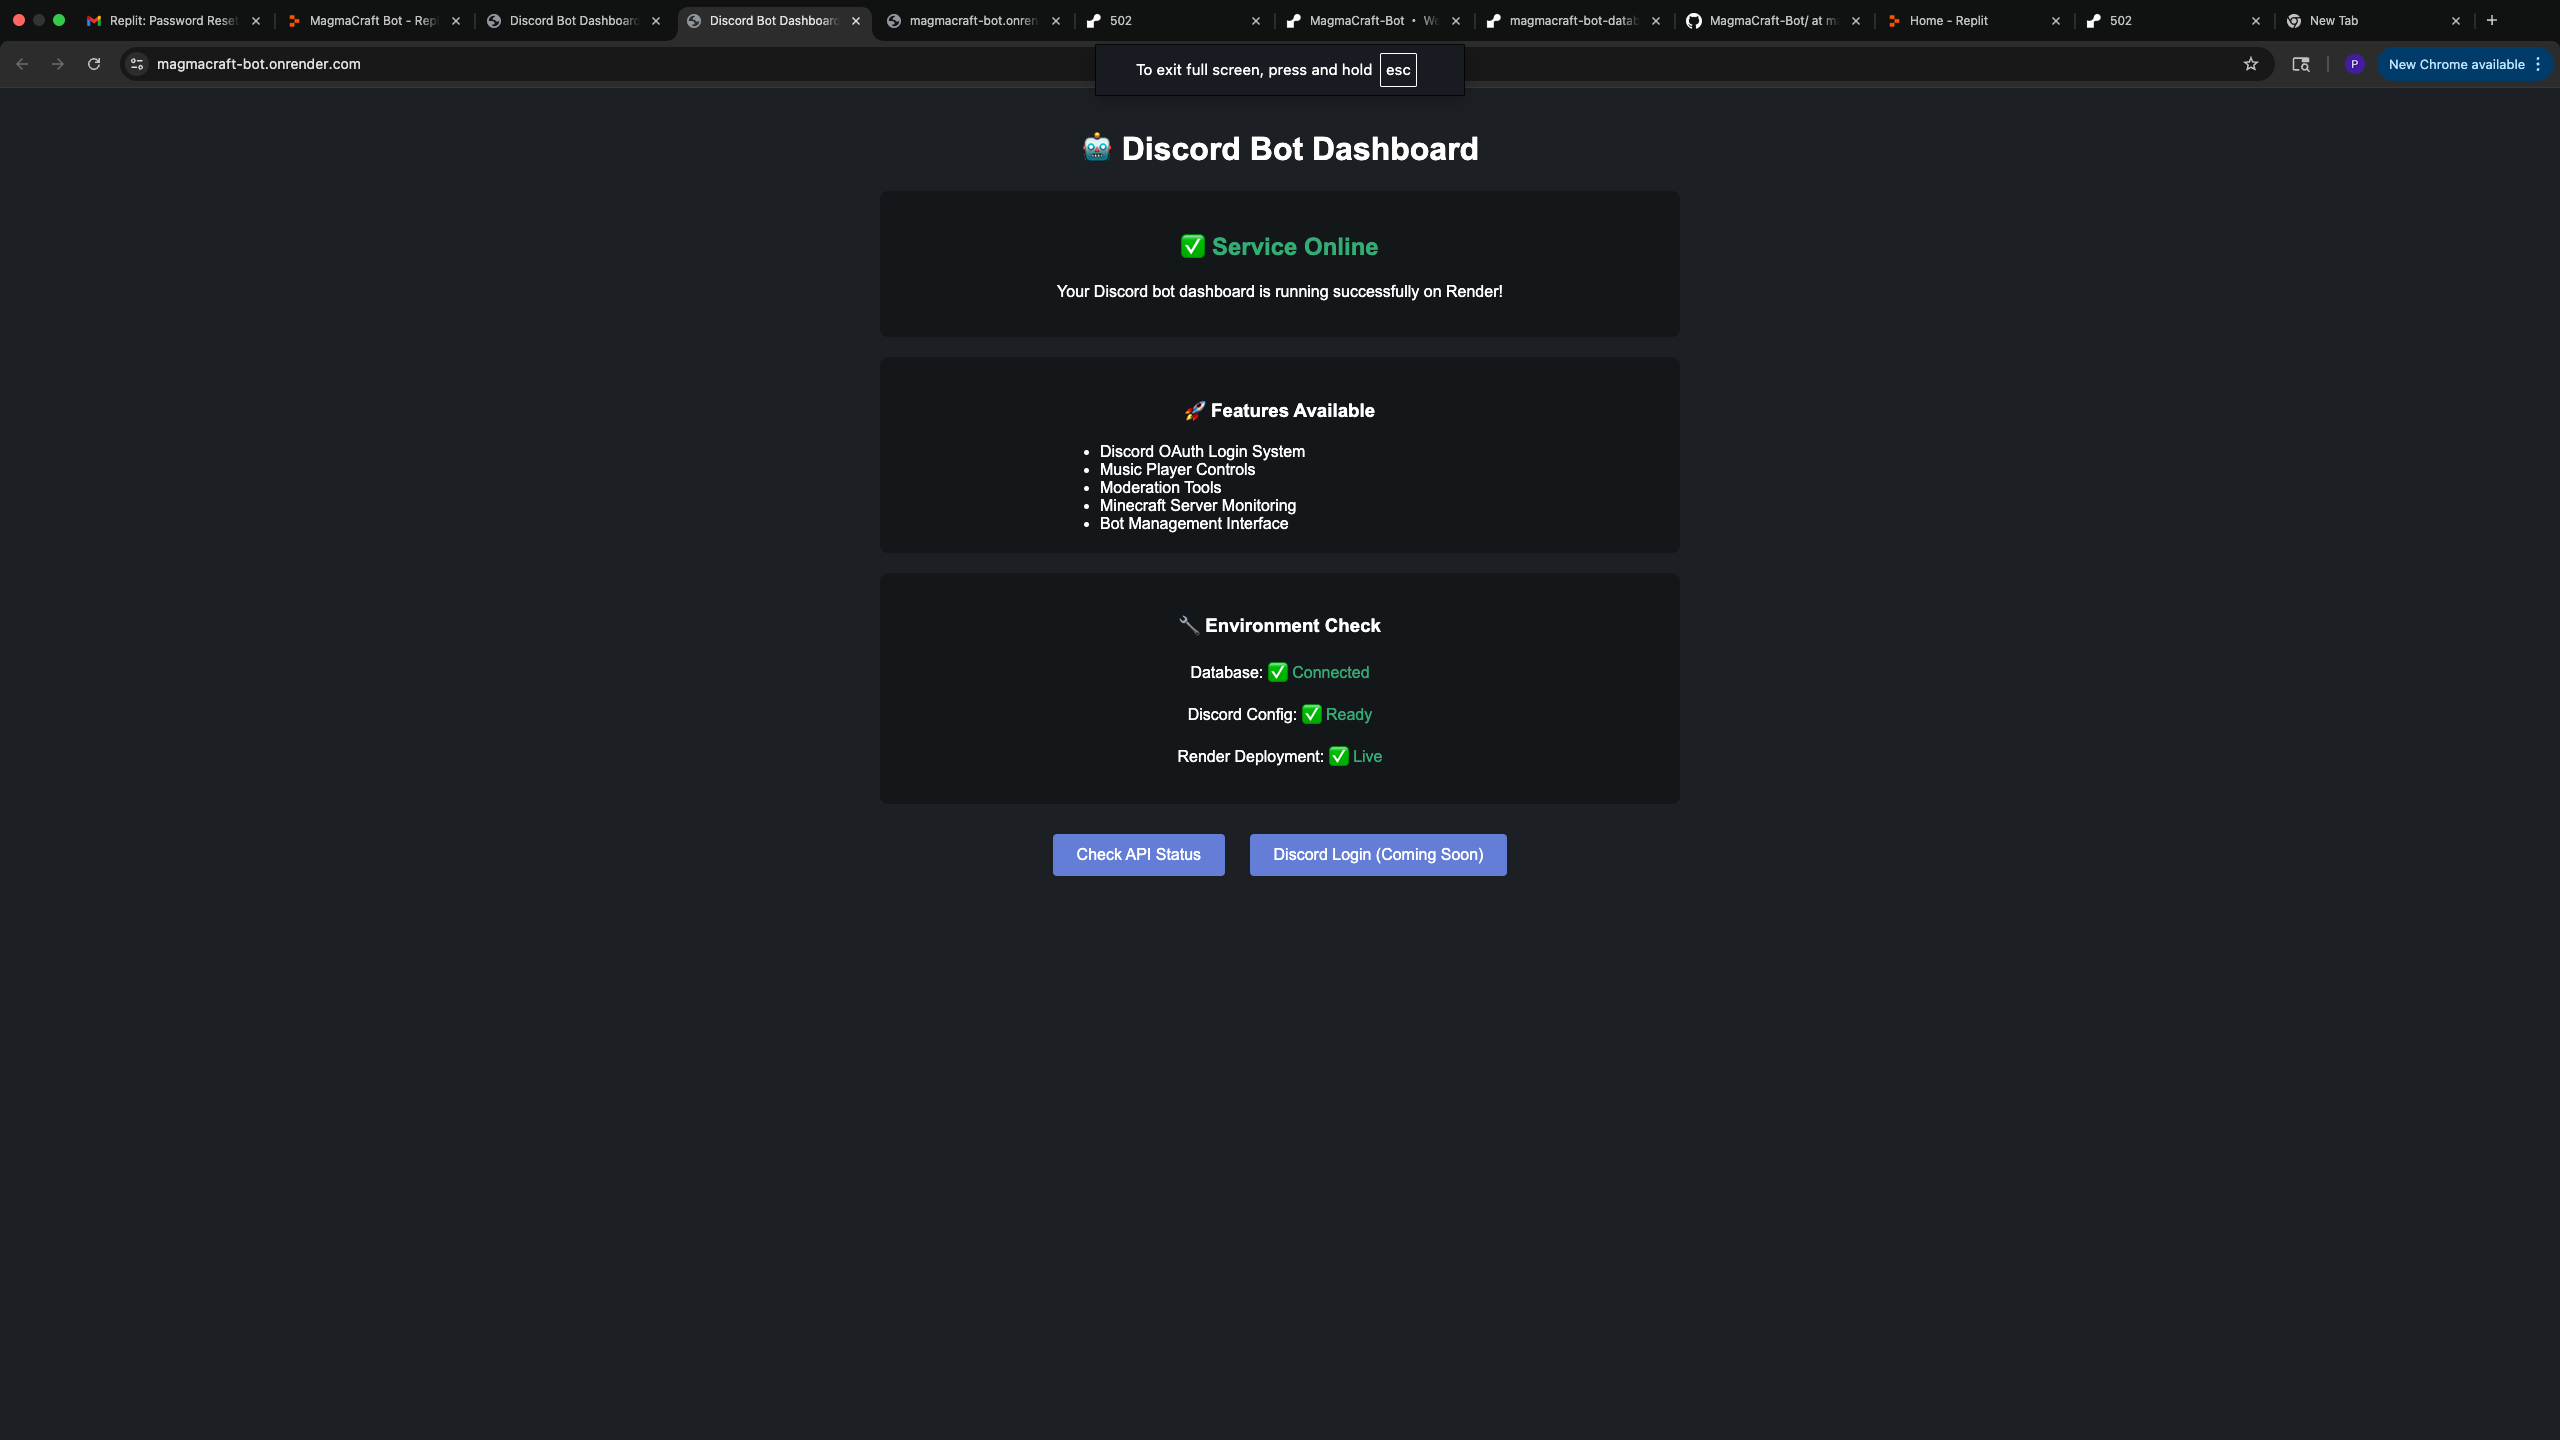 Replit: Password Reset
MagmaCraft Bot - Repl
Discord Bot Dashboard
Discord Bot Dashboard
magmacraft-bot.onren
502
MagmaCraft-Bot • We
magmacraft-bot-datab
MagmaCraft-Bot/ at m
Home - Replit
502
New Tab
magmacraft-bot.onrender.com
To exit full screen, press and hold esc
P
New Chrome available
🤖 Discord Bot Dashboard
✅ Service Online
Your Discord bot dashboard is running successfully on Render!
🚀 Features Available
• Discord OAuth Login System
• Music Player Controls
• Moderation Tools
• Minecraft Server Monitoring
• Bot Management Interface
🔧 Environment Check
Database: ✅ Connected
Discord Config: ✅ Ready
Render Deployment: ✅ Live
Check API Status
Discord Login (Coming Soon)